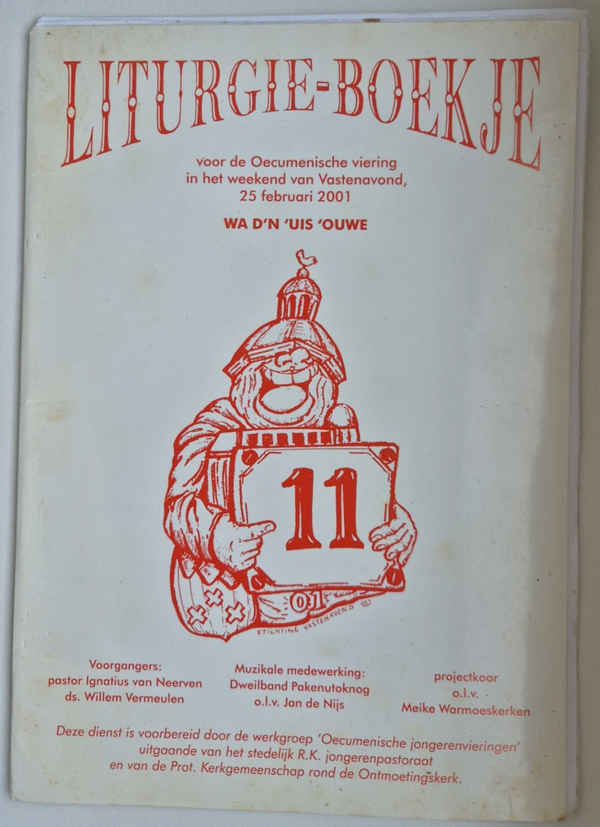 LITURGIE-BOEKJE
voor de Oecumenische viering
in het weekend van Vastenavond,
25 februari 2001
WA D'N 'UIS 'OUWE
11
01
STICHTING VASTENAVEND
Voorgangers:
pastor Ignatius van Neerven
ds. Willem Vermeulen
Muzikale medewerking:
Dweilband Pakenutoknog
o.l.v. Jan de Nijs
projectkoor
o.l.v.
Meike Warmoeskerken
Deze dienst is voorbereid door de werkgroep 'Oecumenische jongerenvieringen'
uitgaande van het stedelijk R.K. jongerenpastoraat
en van de Prot. Kerkgemeenschap rond de Ontmoetingskerk.